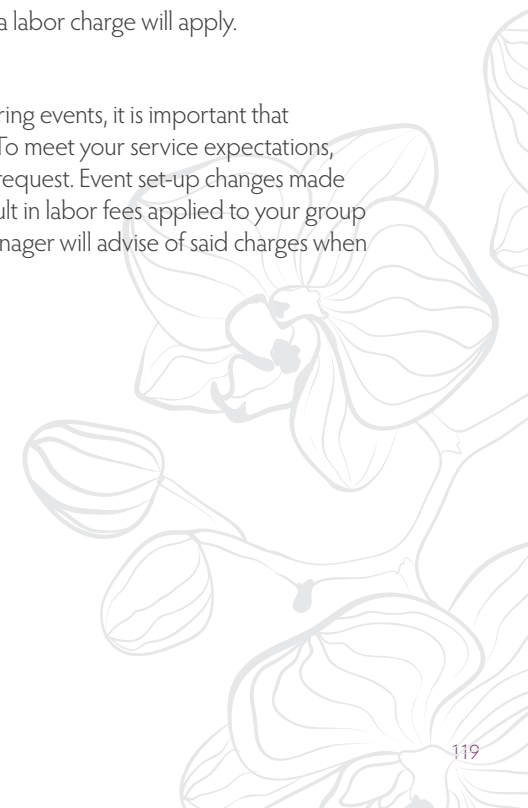 a labor charge will apply.
ring events, it is important that
To meet your service expectations,
request. Event set-up changes made
ult in labor fees applied to your group
nager will advise of said charges when
119